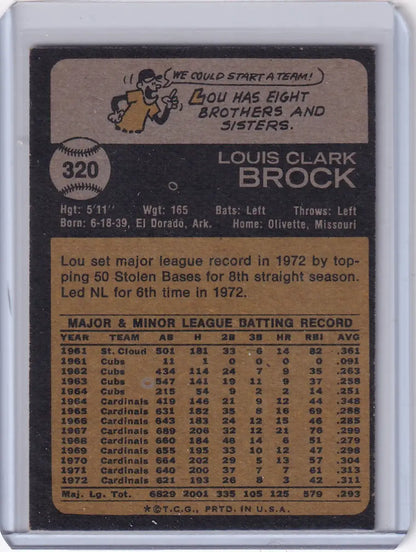 WE COULD START A TEAM!
LOU HAS EIGHT
BROTHERS AND
SISTERS.
320
LOUIS CLARK
BROCK
Hgt: 5'11" Wgt: 165 Bats: Left Throws: Left
Born: 6-18-39, El Dorado, Ark. Home: Olivette, Missouri
Lou set major league record in 1972 by top-
ping 50 Stolen Bases for 8th straight season.
Led NL for 6th time in 1972.
MAJOR & MINOR LEAGUE BATTING RECORD
YEAR TEAM AB H 2B 3B HR RBI AVG
1961 St. Cloud 501 181 33 6 14 82 .361
1961 Cubs 11 1 0 0 0 0 .091
1962 Cubs 434 114 24 7 9 35 .263
1963 Cubs 547 141 19 11 9 37 .258
1964 Cubs 215 54 9 2 2 14 .251
1964 Cardinals 419 146 21 9 12 44 .348
1965 Cardinals 631 182 35 8 16 69 .288
1966 Cardinals 643 183 24 12 15 46 .285
1967 Cardinals 689 206 32 12 21 76 .299
1968 Cardinals 660 184 46 14 6 51 .279
1969 Cardinals 655 195 33 10 12 47 .298
1970 Cardinals 664 202 29 5 13 57 .304
1971 Cardinals 640 200 37 7 7 61 .313
1972 Cardinals 621 193 26 8 3 42 .311
Maj. Lg. Tot. 6829 2001 335 105 125 579 .293
★©T.C.G., PRTD. IN U.S.A.